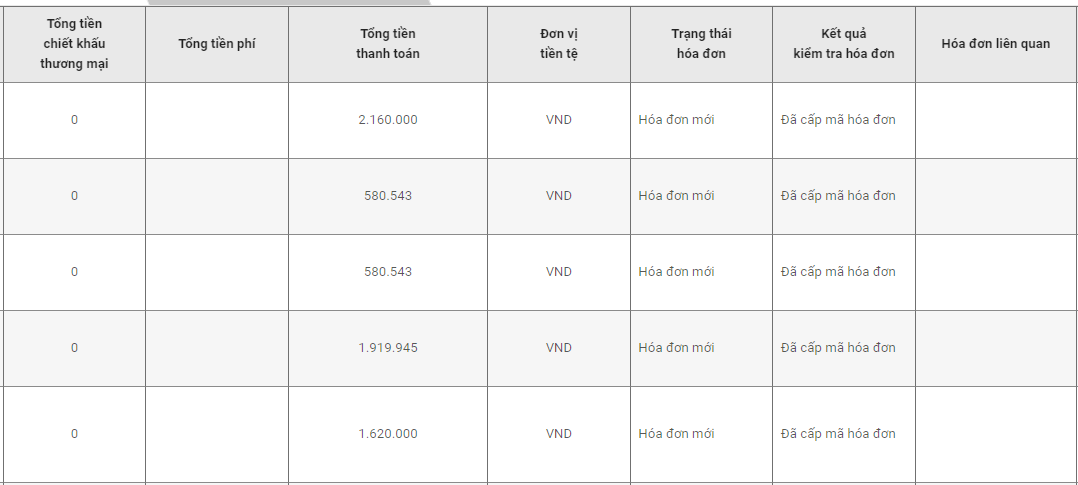 Tổng tiền
chiết khấu
thương mại
Tổng tiền phí
Tổng tiền
thanh toán
Đơn vị
tiền tệ
Trạng thái
hóa đơn
Kết quả
kiểm tra hóa đơn
Hóa đơn liên quan
0 2.160.000 VND Hóa đơn mới Đã cấp mã hóa đơn
0 580.543 VND Hóa đơn mới Đã cấp mã hóa đơn
0 580.543 VND Hóa đơn mới Đã cấp mã hóa đơn
0 1.919.945 VND Hóa đơn mới Đã cấp mã hóa đơn
0 1.620.000 VND Hóa đơn mới Đã cấp mã hóa đơn